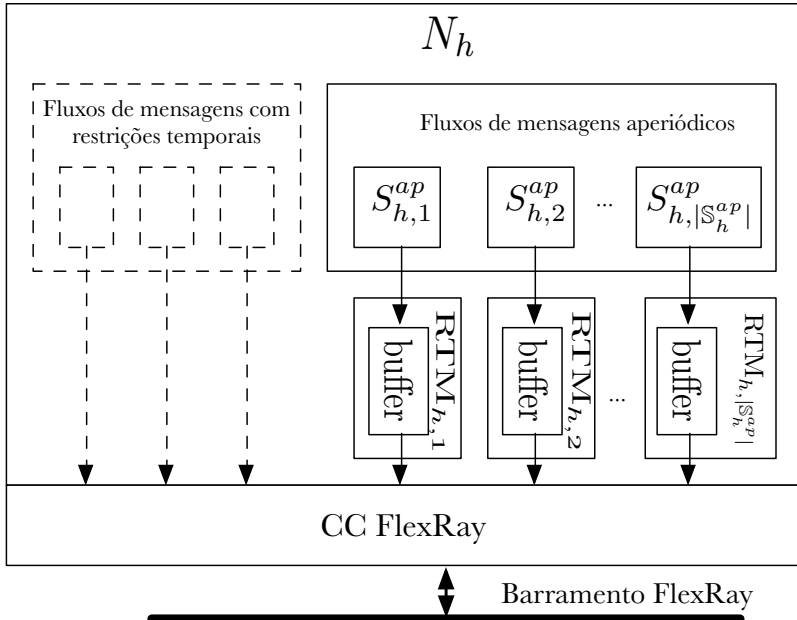 N_h
Fluxos de mensagens com
restrições temporais
Fluxos de mensagens aperiódicos
S^{ap}_{h,1}
S^{ap}_{h,2}
...
S^{ap}_{h,|𝕊^{ap}_h|}
buffer
RTM_{h,1}
buffer
RTM_{h,2}
...
buffer
RTM_{h,|𝕊^{ap}_h|}
CC FlexRay
Barramento FlexRay